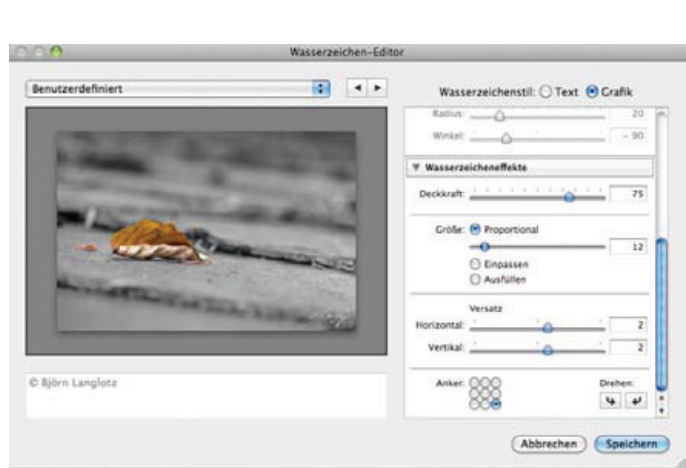 Wasserzeichen-Editor
Benutzerdefiniert
Wasserzeichenstil: Text Grafik
Radius: 20
Winkel: - 90
Wasserzeicheneffekte
Deckkraft: 75
Größe: Proportional
12
Einpassen
Ausfüllen
Versatz
Horizontal: 2
Vertikal: 2
© Björn Langlotz
Anker: Drehen:
Abbrechen Speichern